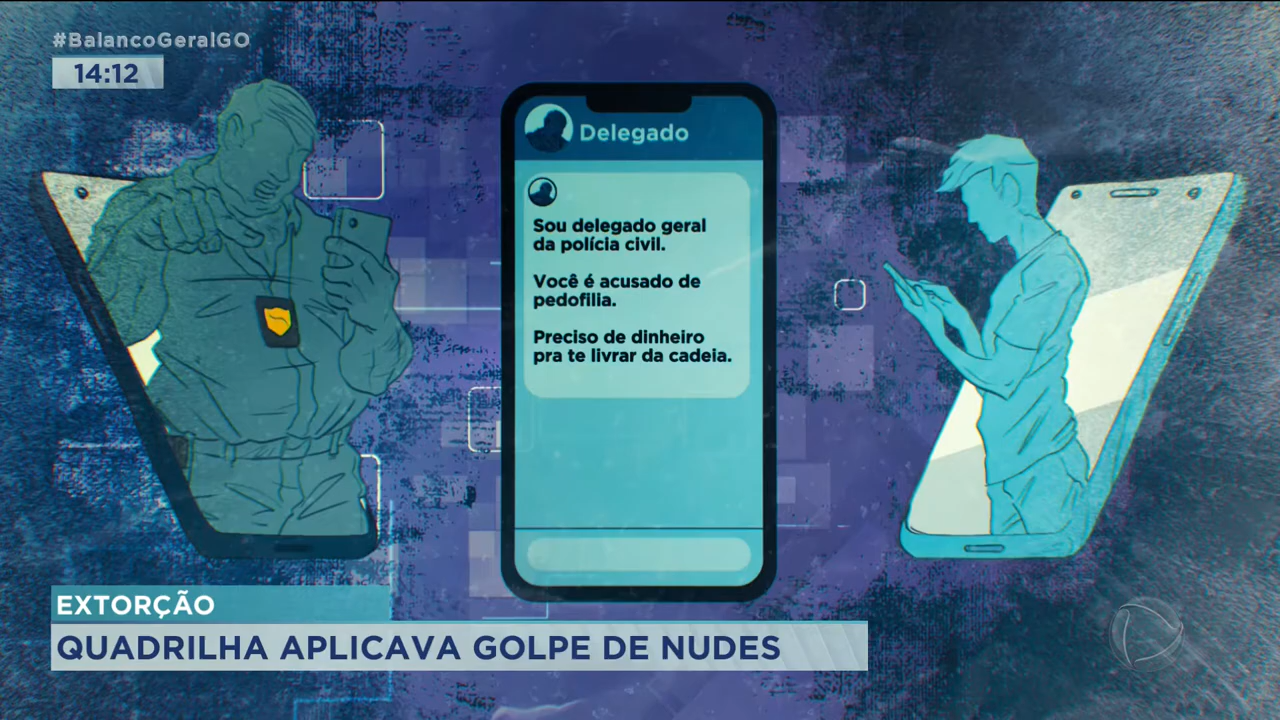 #BalancoGeralGO
14:12
Delegado
Sou delegado geral
da polícia civil.
Você é acusado de
pedofilia.
Preciso de dinheiro
pra te livrar da cadeia.
EXTORÇÃO
QUADRILHA APLICAVA GOLPE DE NUDES